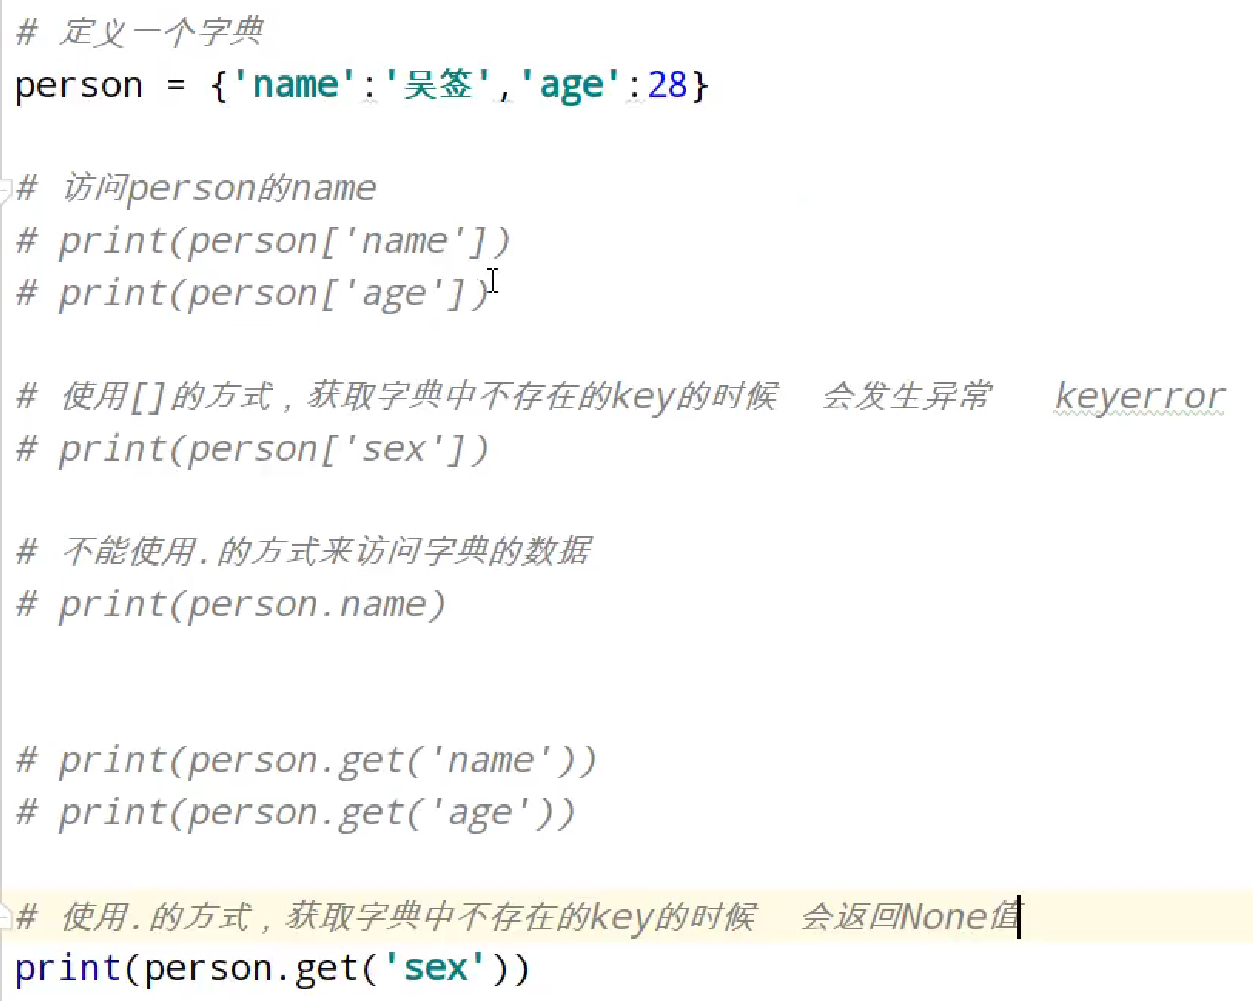 # 定义一个字典
person = {'name':'吴签','age':28}
# 访问person的name
# print(person['name'])
# print(person['age'])
# 使用[]的方式，获取字典中不存在的key的时候  会发生异常   keyerror
# print(person['sex'])
# 不能使用.的方式来访问字典的数据
# print(person.name)
# print(person.get('name'))
# print(person.get('age'))
# 使用.的方式，获取字典中不存在的key的时候  会返回None值
print(person.get('sex'))